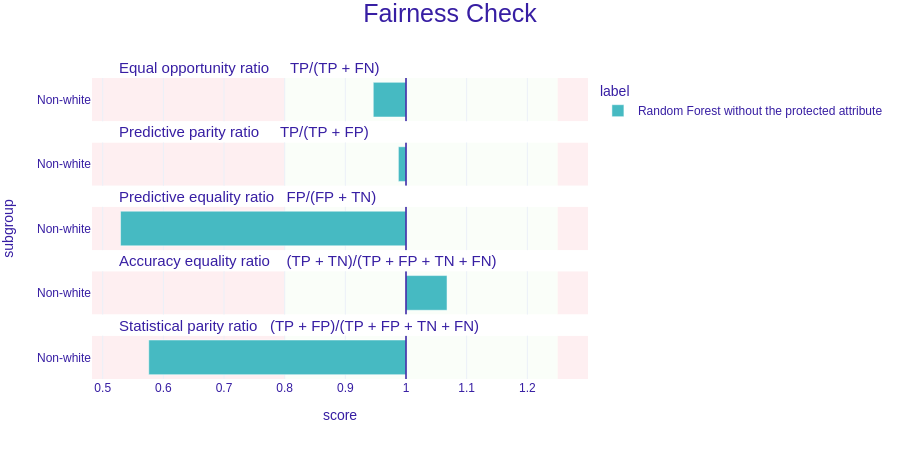 Fairness Check
Equal opportunity ratio     TP/(TP + FN)
Non-white
Predictive parity ratio     TP/(TP + FP)
Non-white
Predictive equality ratio   FP/(FP + TN)
Non-white
Accuracy equality ratio    (TP + TN)/(TP + FP + TN + FN)
Non-white
Statistical parity ratio   (TP + FP)/(TP + FP + TN + FN)
Non-white
0.5 0.6 0.7 0.8 0.9 1 1.1 1.2
score
subgroup
label
Random Forest without the protected attribute